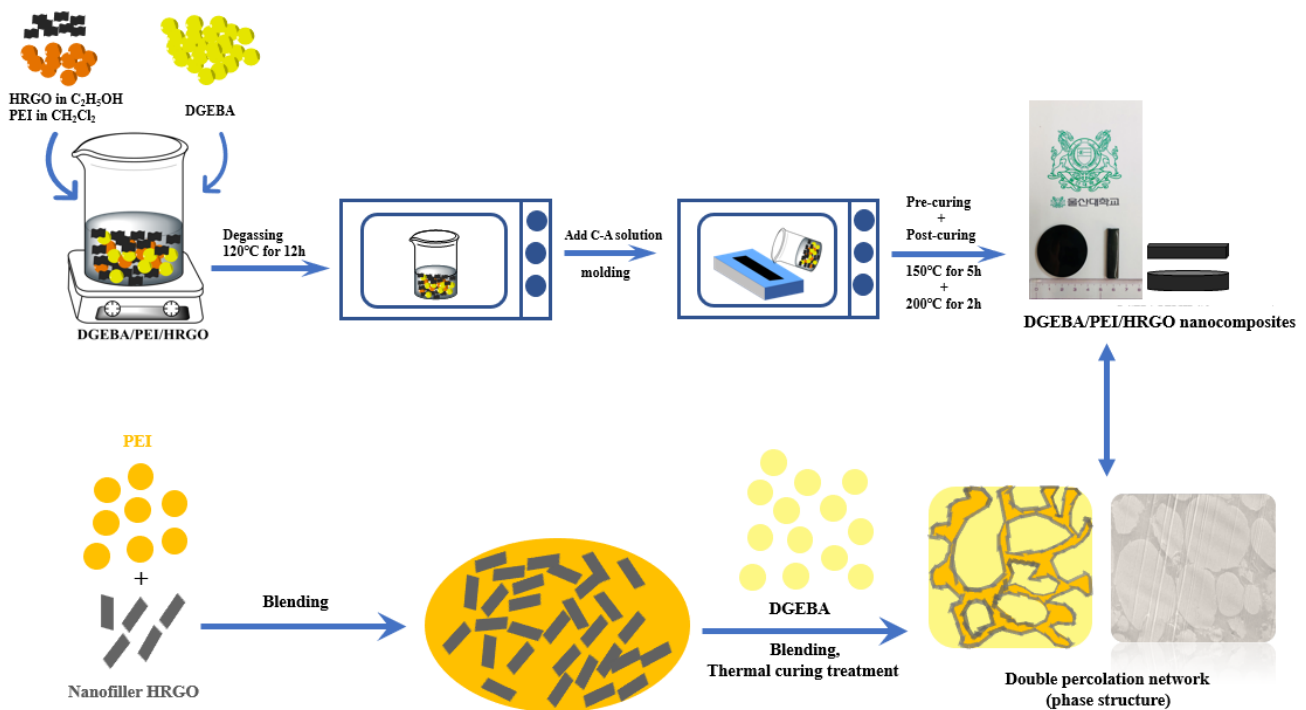 HRGO in C₂H₅OH
PEI in CH₂Cl₂
DGEBA
DGEBA/PEI/HRGO
Degassing
120℃ for 12h
Add C-A solution
molding
Pre-curing
+
Post-curing
150℃ for 5h
+
200℃ for 2h
울산대학교
DGEBA/PEI/HRGO nanocomposites
PEI
+
Nanofiller HRGO
Blending
DGEBA
Blending,
Thermal curing treatment
Double percolation network
(phase structure)